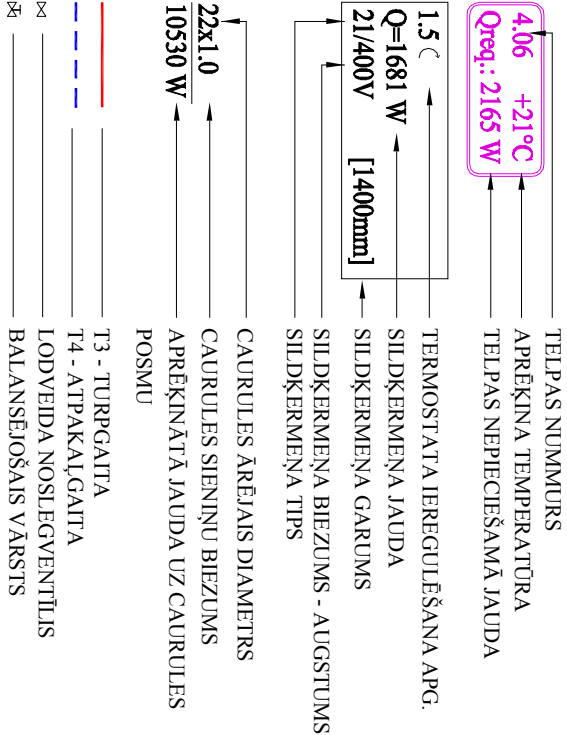 4.06 +21°C
Qreq.: 2165 W
TELPAS NUMMURS
APRĒĶINA TEMPERATŪRA
TELPAS NEPIECIEŠAMĀ JAUDA
1.5
Q=1681 W
21/400V [1400mm]
TERMOSTATA IEREGULĒŠANA APG.
SILDĶERMEŅA JAUDA
SILDĶERMEŅA GARUMS
SILDĶERMEŅA BIEZUMS - AUGSTUMS
SILDĶERMEŅA TIPS
22x1.0
10530 W
CAURULES ĀRĒJAIS DIAMETRS
CAURULES SIENIŅU BIEZUMS
APRĒĶINĀTĀ JAUDA UZ CAURULES
POSMU
T3 - TURPGAITA
T4 - ATPAKAĻGAITA
LODVEIDA NOSLEGVENTĪLIS
BALANSĒJOŠAIS VĀRSTS